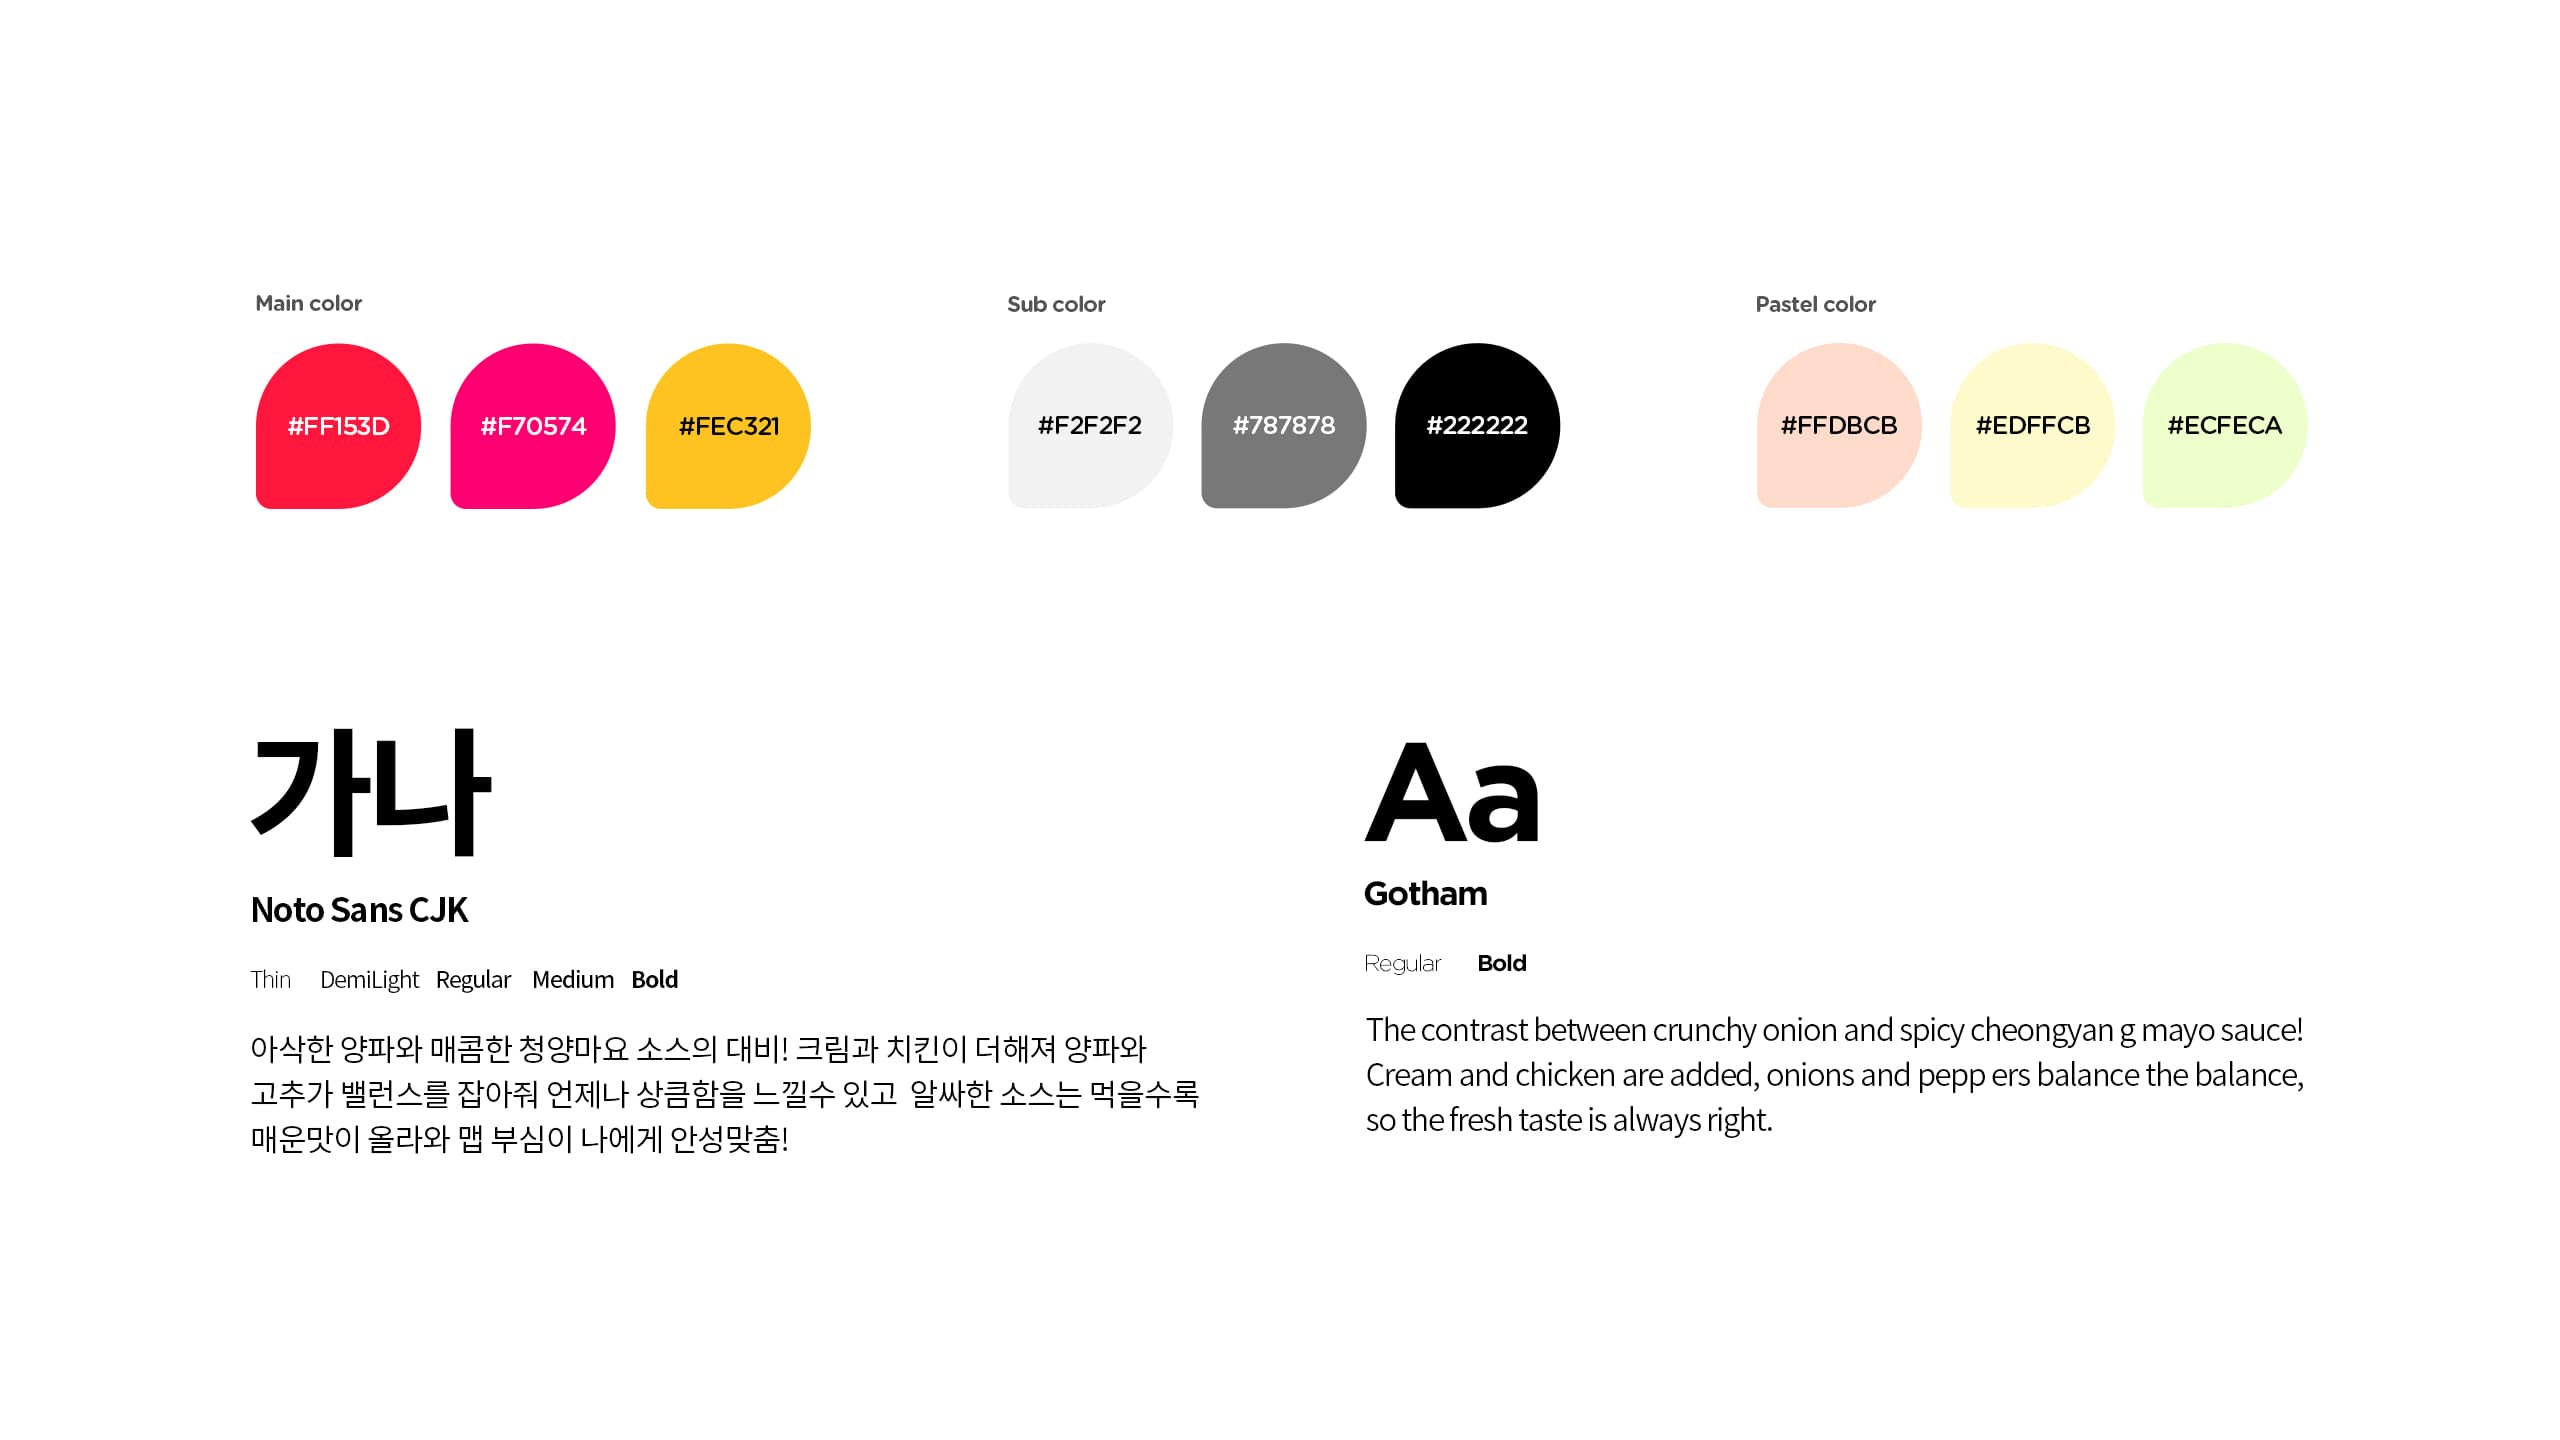 Main color
#FF153D #F70574 #FEC321
Sub color
#F2F2F2 #787878 #222222
Pastel color
#FFDBCB #EDFFCB #ECFECA
가나
Noto Sans CJK
Thin DemiLight Regular Medium Bold
아삭한 양파와 매콤한 청양마요 소스의 대비! 크림과 치킨이 더해져 양파와
고추가 밸런스를 잡아줘 언제나 상큼함을 느낄수 있고 알싸한 소스는 먹을수록
매운맛이 올라와 맵 부심이 나에게 안성맞춤!
Aa
Gotham
Regular Bold
The contrast between crunchy onion and spicy cheongyan g mayo sauce!
Cream and chicken are added, onions and pepp ers balance the balance,
so the fresh taste is always right.